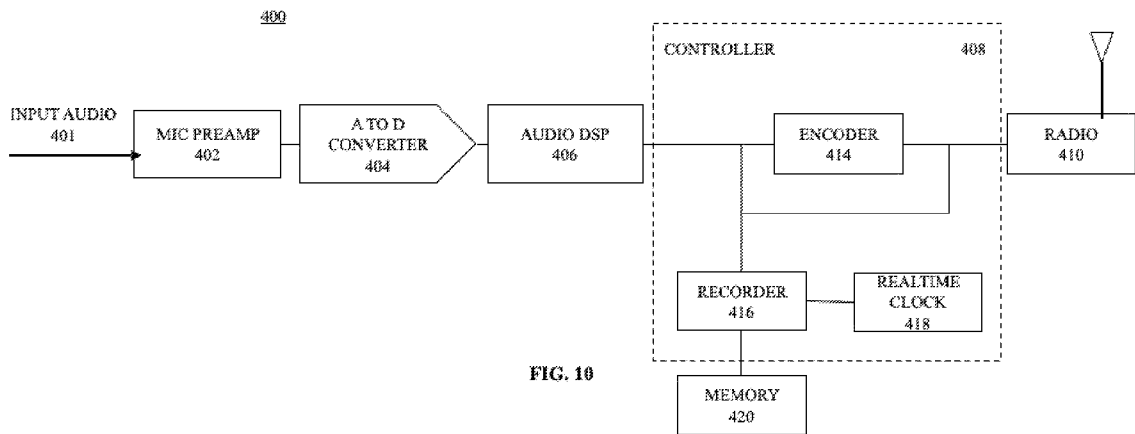 400
CONTROLLER 408
INPUT AUDIO
401
MIC PREAMP
402
A TO D
CONVERTER
404
AUDIO DSP
406
ENCODER
414
RADIO
410
RECORDER
416
REALTIME
CLOCK
418
FIG. 10
MEMORY
420